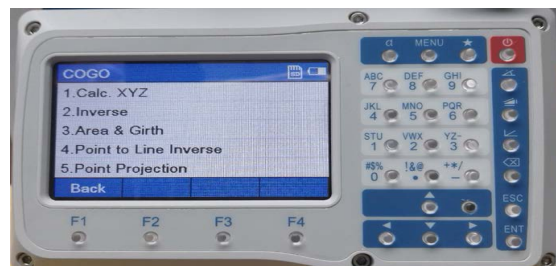 α MENU ★
COGO
SD
1.Calc. XYZ
2.Inverse
3.Area & Girth
4.Point to Line Inverse
5.Point Projection
Back
F1 F2 F3 F4
ABC DEF GHI
7 8 9
JKL MNO PQR
4 5 6
STU VWX YZ-
1 2 3
#$% !&@ +*/
0 • –
ESC
ENT